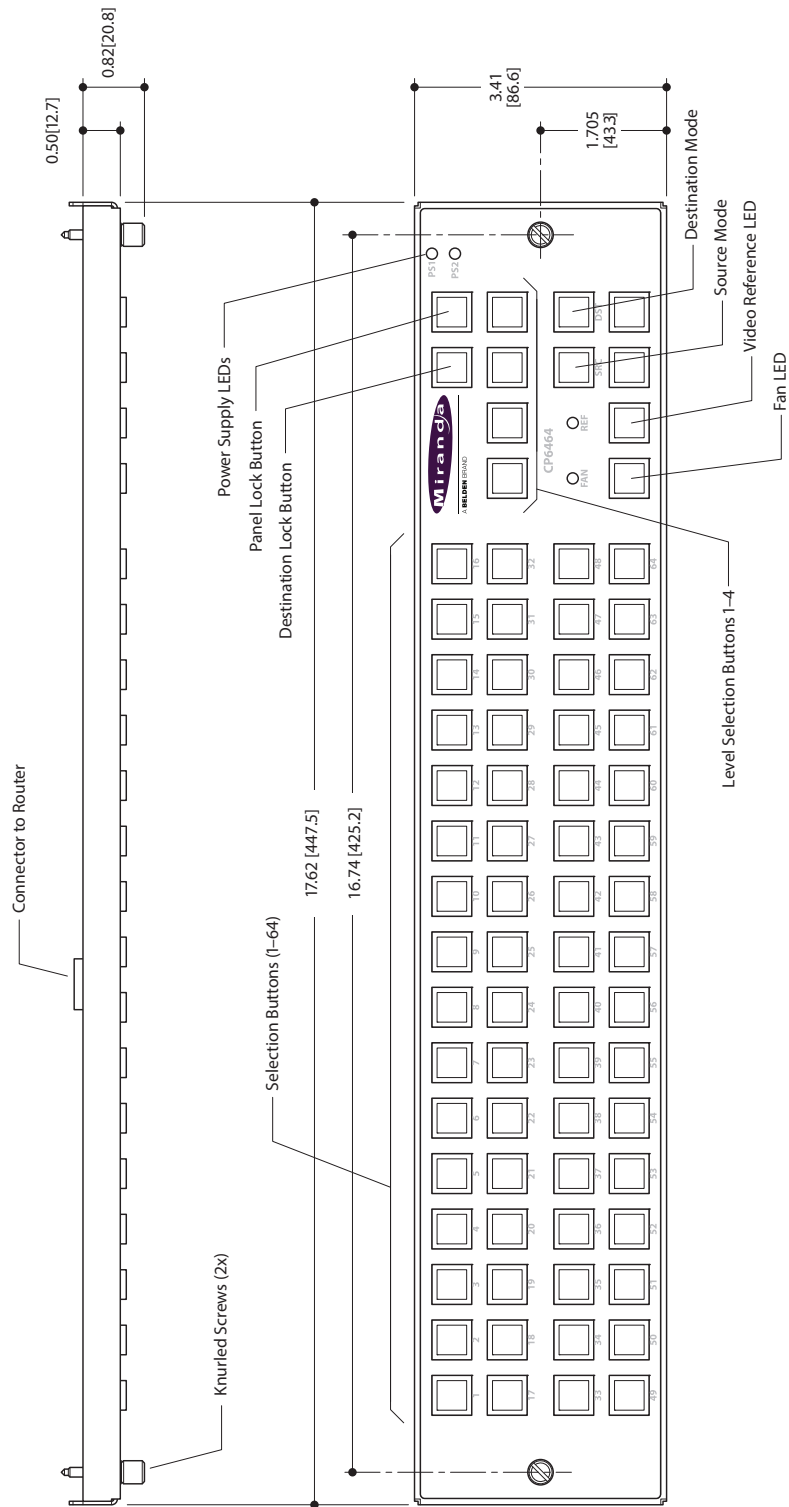 Connector to Router
0.50[12.7]
0.82[20.8]
Knurled Screws (2x)
17.62 [447.5]
16.74 [425.2]
Selection Buttons (1–64)
Power Supply LEDs
Panel Lock Button
Destination Lock Button
3.41
[86.6]
1.705
[43.3]
Miranda
A BELDEN BRAND
PS1
PS2
1 2 3 4 5 6 7 8 9 10 11 12 13 14 15 16
17 18 19 20 21 22 23 24 25 26 27 28 29 30 31 32
CP6464
33 34 35 36 37 38 39 40 41 42 43 44 45 46 47 48
FAN REF SRC
49 50 51 52 53 54 55 56 57 58 59 60 61 62 63 64
Destination Mode
Source Mode
Video Reference LED
Fan LED
Level Selection Buttons 1–4